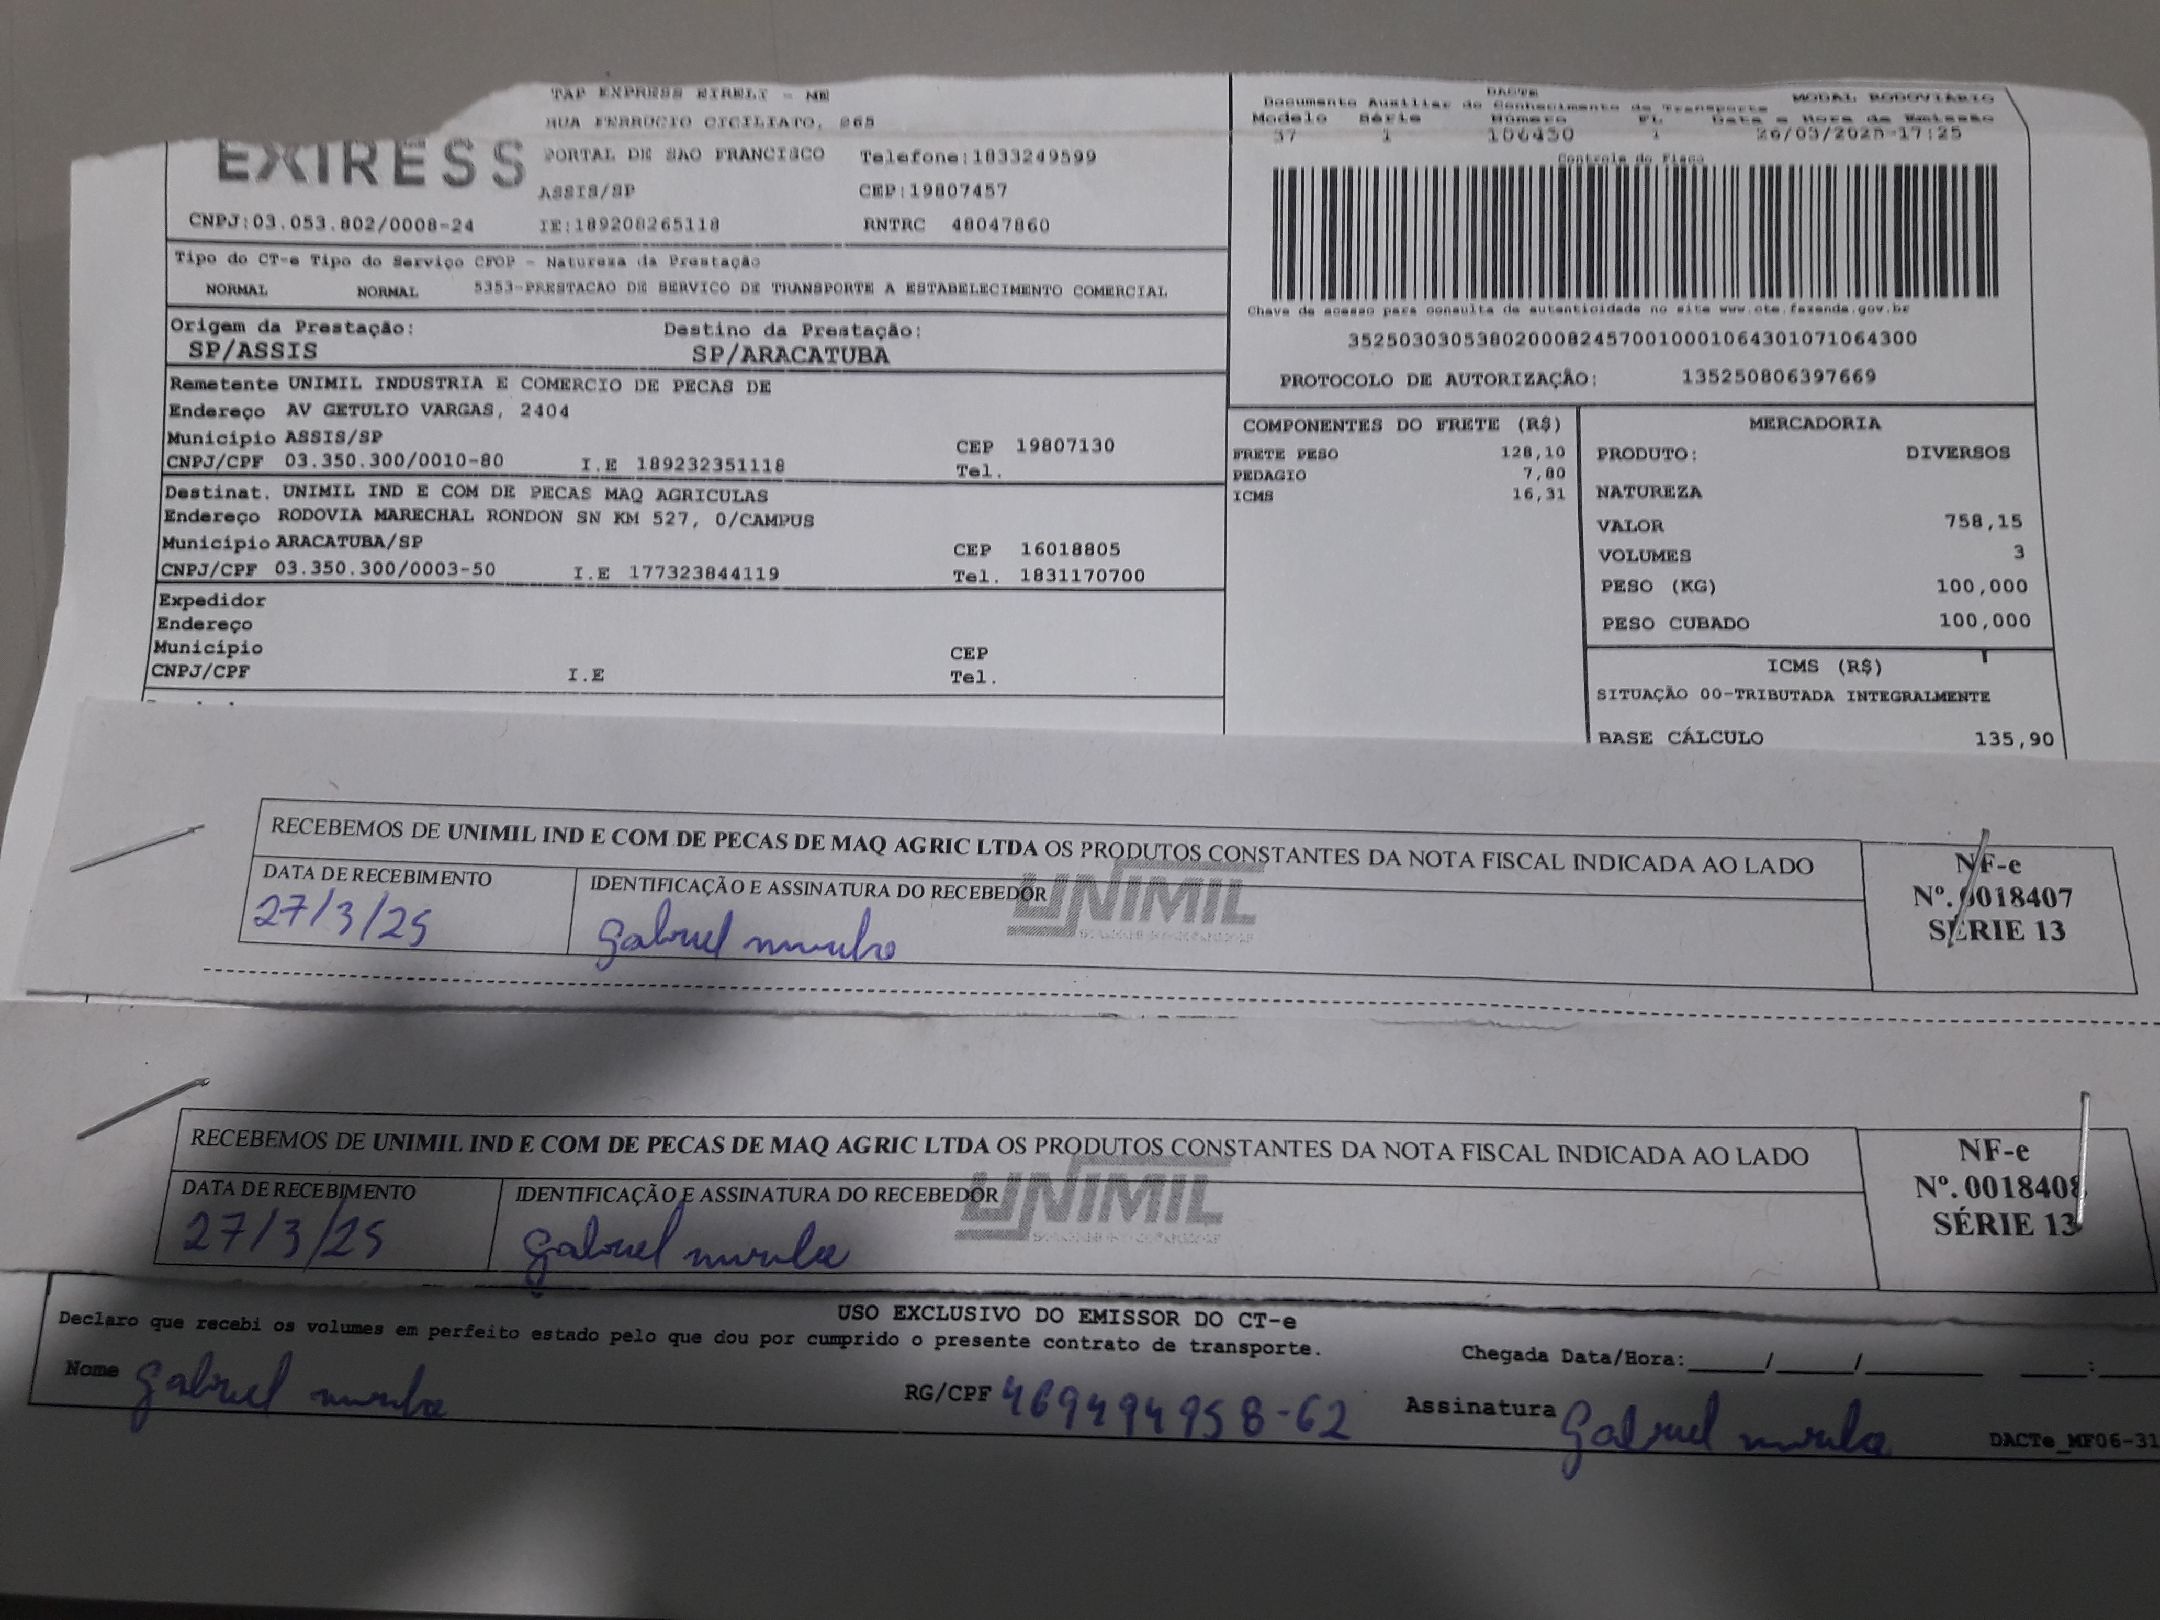 TAP EXPRESS EIRELI - ME
RUA FERRUCIO CICILIATO, 265
EXPRESS
PORTAL DE SAO FRANCISCO Telefone:1833249599
ASSIS/SP CEP:19807457
CNPJ:03.053.802/0008-24 IE:189208265118 RNTRC 48047860
DACTE
Documento Auxiliar do Conhecimento de Transporte MODAL RODOVIÁRIO
Modelo Série Número FL Data e Hora de Emissão
57 1 106430 1 26/03/2025-17:25
Controle do Fisco
Chave de acesso para consulta de autenticidade no site www.cte.fazenda.gov.br
35250303053802000824570010001064301071064300
PROTOCOLO DE AUTORIZAÇÃO: 135250806397669
Tipo do CT-e Tipo do Serviço CFOP - Natureza da Prestação
NORMAL NORMAL 5353-PRESTACAO DE SERVICO DE TRANSPORTE A ESTABELECIMENTO COMERCIAL
Origem da Prestação: Destino da Prestação:
SP/ASSIS SP/ARACATUBA
Remetente UNIMIL INDUSTRIA E COMERCIO DE PECAS DE
Endereço AV GETULIO VARGAS, 2404
Município ASSIS/SP CEP 19807130
CNPJ/CPF 03.350.300/0010-80 I.E 189232351118 Tel.
Destinat. UNIMIL IND E COM DE PECAS MAQ AGRICULAS
Endereço RODOVIA MARECHAL RONDON SN KM 527, 0/CAMPUS
Município ARACATUBA/SP CEP 16018805
CNPJ/CPF 03.350.300/0003-50 I.E 177323844119 Tel. 1831170700
Expedidor
Endereço
Município CEP
CNPJ/CPF I.E Tel.
COMPONENTES DO FRETE (R$)
FRETE PESO 128,10
PEDAGIO 7,80
ICMS 16,31
MERCADORIA
PRODUTO: DIVERSOS
NATUREZA
VALOR 758,15
VOLUMES 3
PESO (KG) 100,000
PESO CUBADO 100,000
ICMS (R$)
SITUAÇÃO 00-TRIBUTADA INTEGRALMENTE
BASE CÁLCULO 135,90
RECEBEMOS DE UNIMIL IND E COM DE PECAS DE MAQ AGRIC LTDA OS PRODUTOS CONSTANTES DA NOTA FISCAL INDICADA AO LADO
DATA DE RECEBIMENTO IDENTIFICAÇÃO E ASSINATURA DO RECEBEDOR
27/3/25 Gabriel
UNIMIL
NF-e
Nº. 0018407
SÉRIE 13
RECEBEMOS DE UNIMIL IND E COM DE PECAS DE MAQ AGRIC LTDA OS PRODUTOS CONSTANTES DA NOTA FISCAL INDICADA AO LADO
DATA DE RECEBIMENTO IDENTIFICAÇÃO E ASSINATURA DO RECEBEDOR
27/3/25 Gabriel
UNIMIL
NF-e
Nº. 0018408
SÉRIE 13
USO EXCLUSIVO DO EMISSOR DO CT-e
Declaro que recebi os volumes em perfeito estado pelo que dou por cumprido o presente contrato de transporte.
Chegada Data/Hora:____/____/______ ___:___
Nome Gabriel RG/CPF 469494958-62 Assinatura Gabriel
DACTe_MF06-31